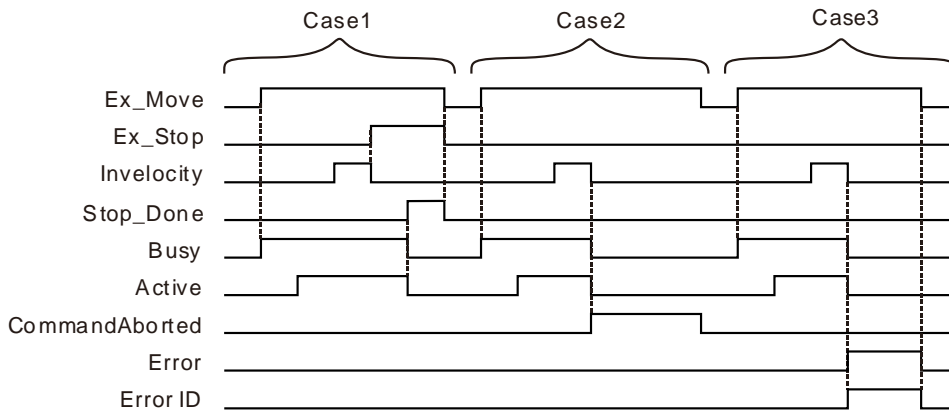 Case1 Case2 Case3
Ex_Move
Ex_Stop
Invelocity
Stop_Done
Busy
Active
CommandAborted
Error
Error ID